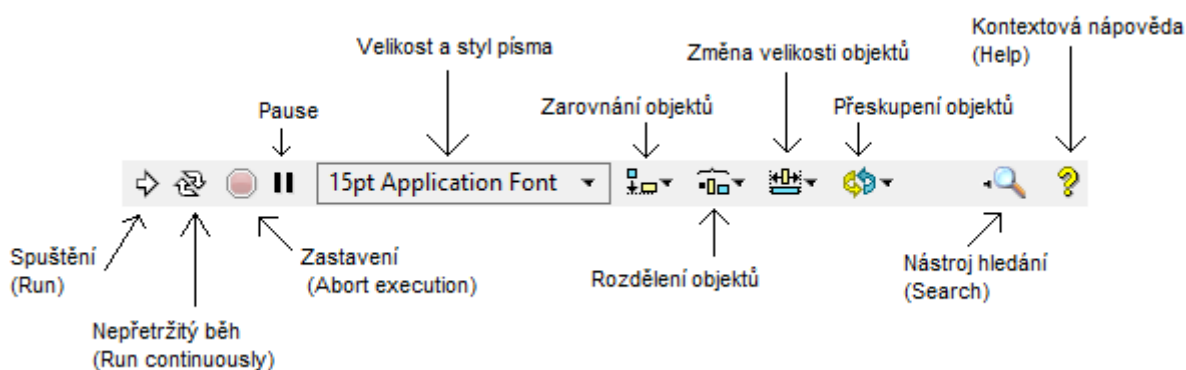 Velikost a styl písma
Změna velikosti objektů
Kontextová nápověda
(Help)
Pause
Zarovnání objektů
Přeskupení objektů
15pt Application Font
Spuštění
(Run)
Zastavení
(Abort execution)
Rozdělení objektů
Nástroj hledání
(Search)
Nepřetržitý běh
(Run continuously)